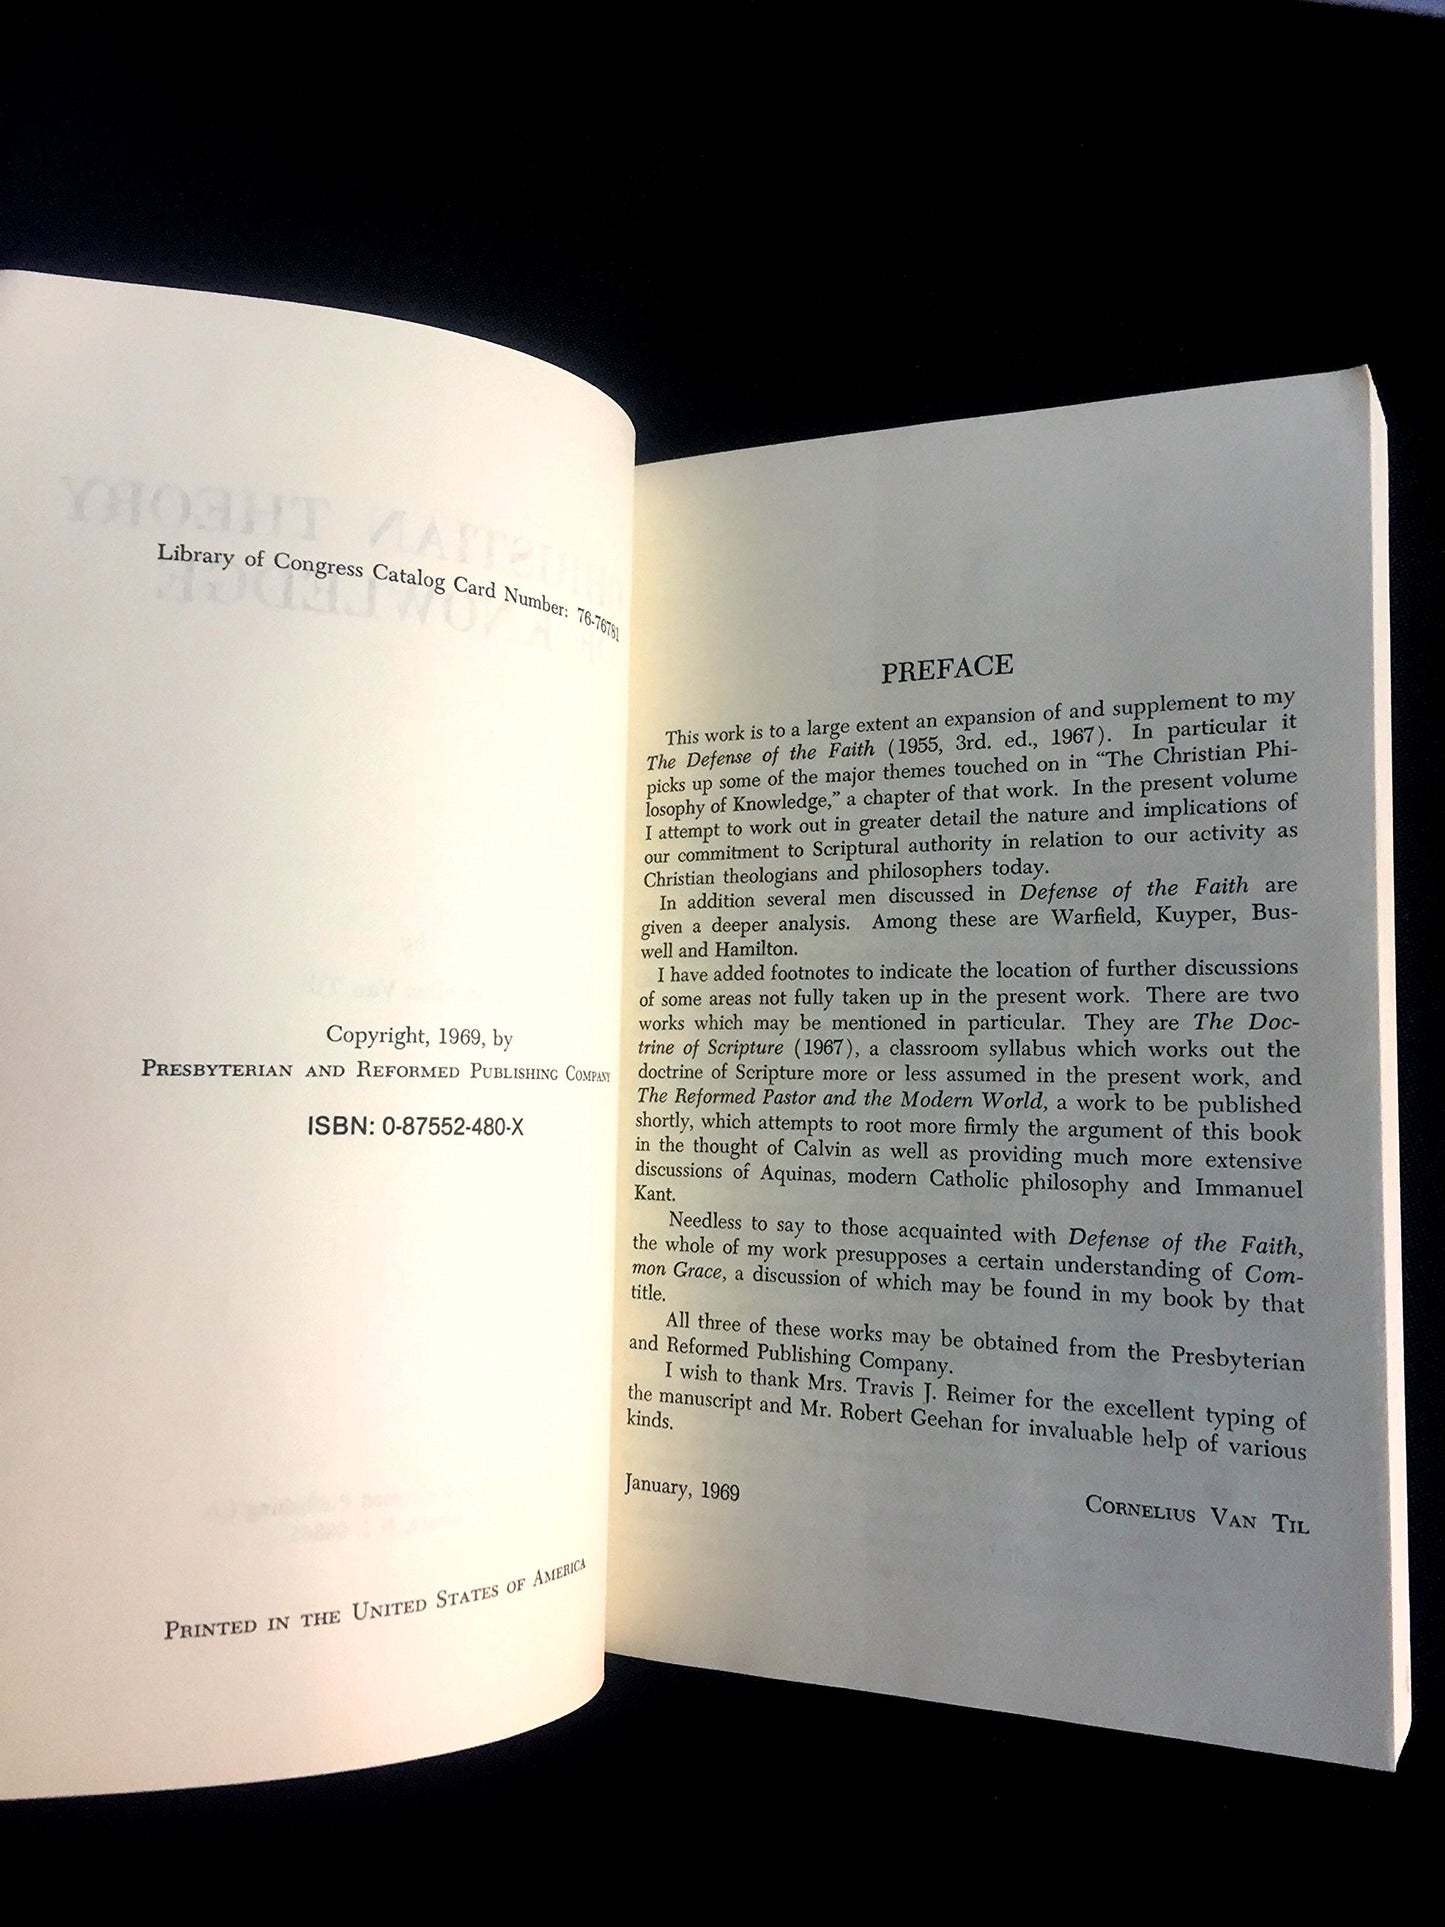 Library of Congress Catalog Card Number: 76-76781
Copyright, 1969, by
PRESBYTERIAN AND REFORMED PUBLISHING COMPANY
ISBN: 0-87552-480-X
PRINTED IN THE UNITED STATES OF AMERICA
PREFACE
This work is to a large extent an expansion of and supplement to my
The Defense of the Faith (1955, 3rd. ed., 1967). In particular it
picks up some of the major themes touched on in “The Christian Phi-
losophy of Knowledge,” a chapter of that work. In the present volume
I attempt to work out in greater detail the nature and implications of
our commitment to Scriptural authority in relation to our activity as
Christian theologians and philosophers today.
In addition several men discussed in Defense of the Faith are
given a deeper analysis. Among these are Warfield, Kuyper, Bus-
well and Hamilton.
I have added footnotes to indicate the location of further discussions
of some areas not fully taken up in the present work. There are two
works which may be mentioned in particular. They are The Doc-
trine of Scripture (1967), a classroom syllabus which works out the
doctrine of Scripture more or less assumed in the present work, and
The Reformed Pastor and the Modern World, a work to be published
shortly, which attempts to root more firmly the argument of this book
in the thought of Calvin as well as providing much more extensive
discussions of Aquinas, modern Catholic philosophy and Immanuel
Kant.
Needless to say to those acquainted with Defense of the Faith,
the whole of my work presupposes a certain understanding of Com-
mon Grace, a discussion of which may be found in my book by that
title.
All three of these works may be obtained from the Presbyterian
and Reformed Publishing Company.
I wish to thank Mrs. Travis J. Reimer for the excellent typing of
the manuscript and Mr. Robert Geehan for invaluable help of various
kinds.
January, 1969
CORNELIUS VAN TIL